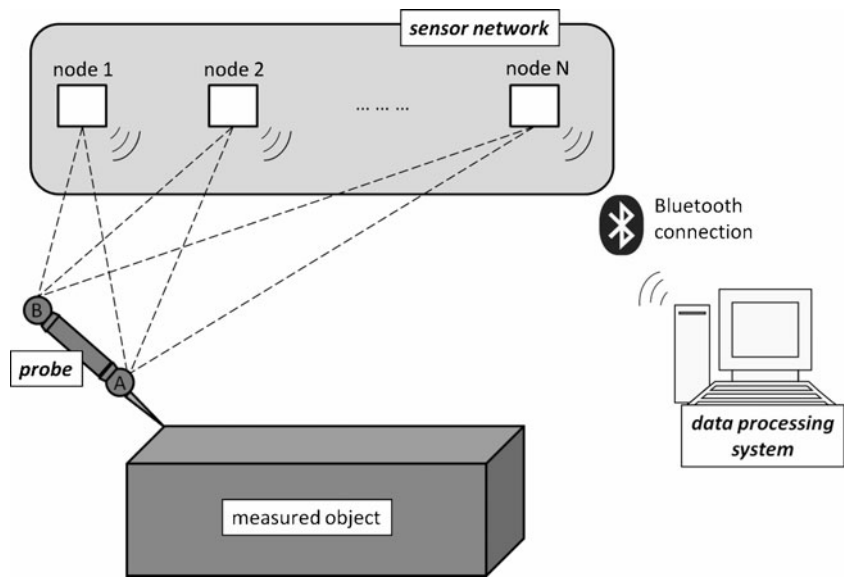 sensor network
node 1
node 2
node N
... ... ...
Bluetooth
connection
B
probe
A
data processing
system
measured object